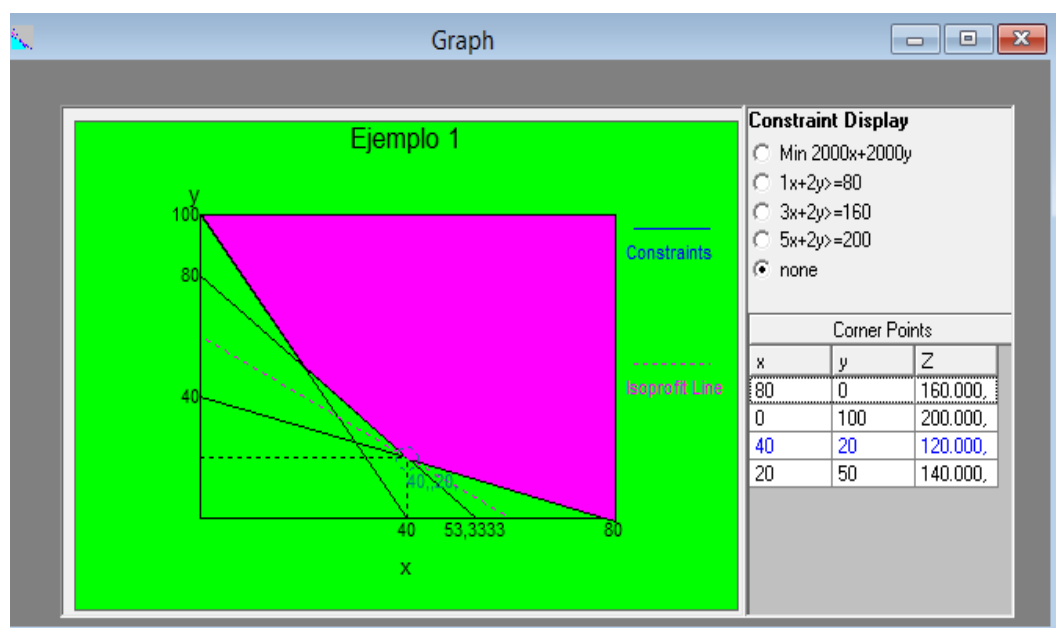 Graph
Ejemplo 1
y
100
80
40
40,,20,
40 53,3333 80
x
Constraints
Isoprofit Line
Constraint Display
Min 2000x+2000y
1x+2y>=80
3x+2y>=160
5x+2y>=200
none
Corner Points
x y Z
80 0 160.000,
0 100 200.000,
40 20 120.000,
20 50 140.000,